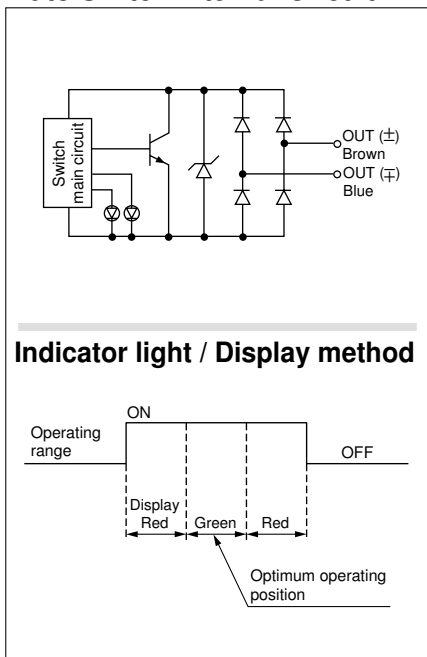 Switch
main circuit
OUT (±)
Brown
OUT (∓)
Blue
Indicator light / Display method
ON
Operating
range
OFF
Display
Red
Green
Red
Optimum operating
position